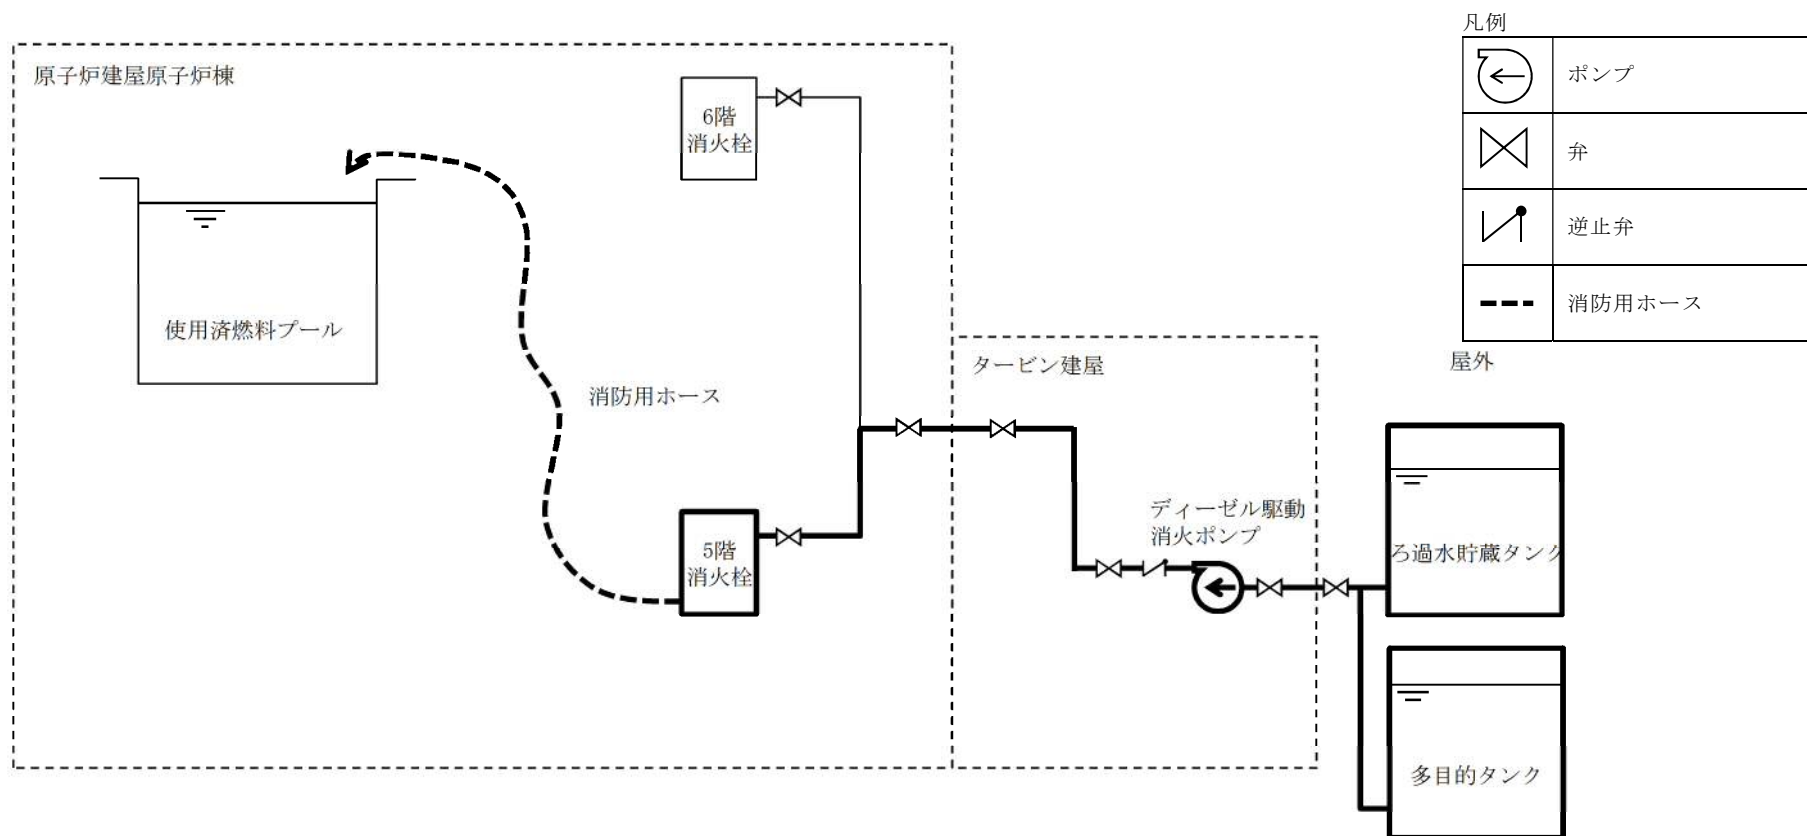 凡例
ポンプ
弁
逆止弁
消防用ホース
原子炉建屋原子炉棟
6階
消火栓
使用済燃料プール
消防用ホース
タービン建屋
屋外
ディーゼル駆動
消火ポンプ
5階
消火栓
ろ過水貯蔵タンク
多目的タンク